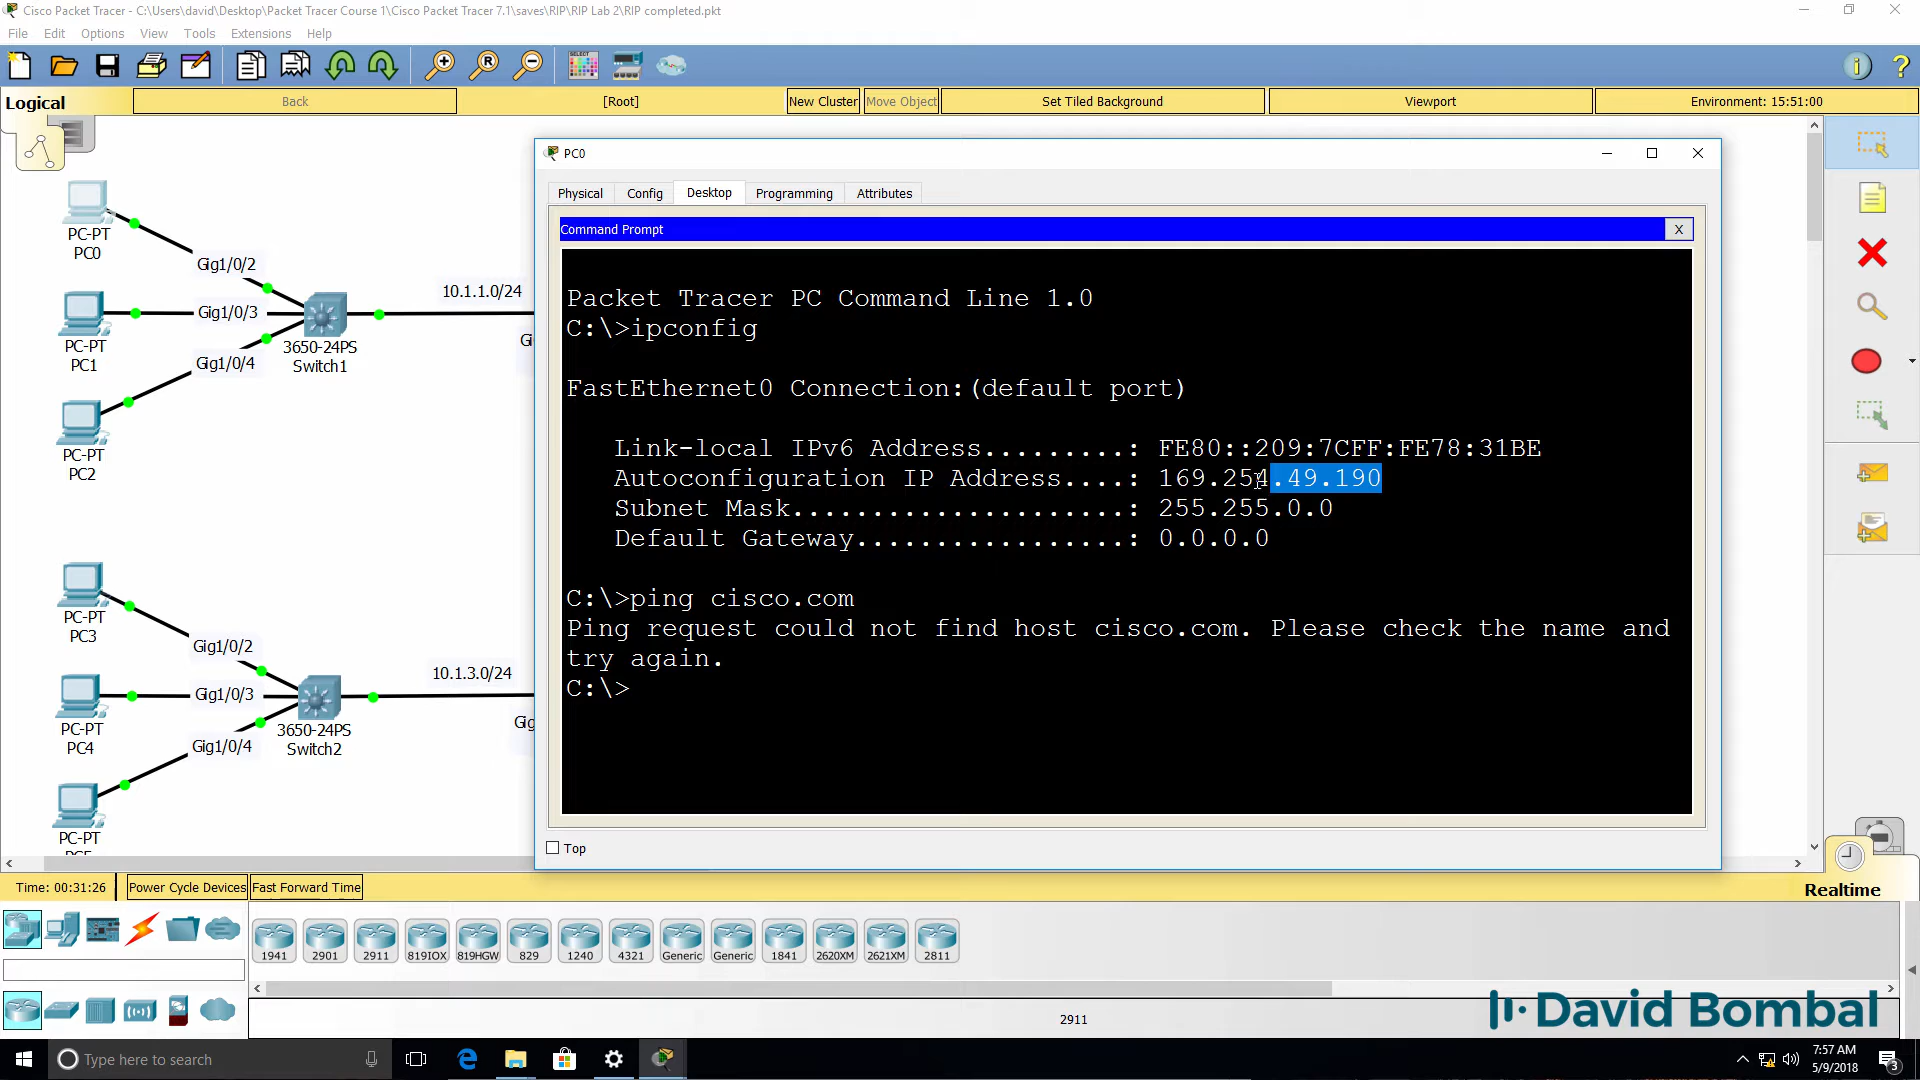 Cisco Packet Tracer - C:\Users\david\Desktop\Packet Tracer Course 1\Cisco Packet Tracer 7.1\saves\RIP\RIP Lab 2\RIP completed.pkt
File Edit Options View Tools Extensions Help
Logical Back [Root] New Cluster Move Object Set Tiled Background Viewport Environment: 15:51:00
PC0
Physical Config Desktop Programming Attributes
Command Prompt X
Packet Tracer PC Command Line 1.0
C:\>ipconfig
FastEthernet0 Connection:(default port)
Link-local IPv6 Address.........: FE80::209:7CFF:FE78:31BE
Autoconfiguration IP Address....: 169.254.49.190
Subnet Mask.....................: 255.255.0.0
Default Gateway.................: 0.0.0.0
C:\>ping cisco.com
Ping request could not find host cisco.com. Please check the name and
try again.
C:\>
Top
PC-PT
PC0
Gig1/0/2
10.1.1.0/24
Gig1/0/3
PC-PT
PC1
3650-24PS
Switch1
Gig1/0/4
PC-PT
PC2
PC-PT
PC3
Gig1/0/2
10.1.3.0/24
Gig1/0/3
PC-PT
PC4
3650-24PS
Switch2
Gig1/0/4
PC-PT
Time: 00:31:26 Power Cycle Devices Fast Forward Time
Realtime
SELECT
1941 2901 2911 819IOX 819HGW 829 1240 4321 Generic Generic 1841 2620XM 2621XM 2811
2911
David Bombal
Type here to search
7:57 AM
5/9/2018
3